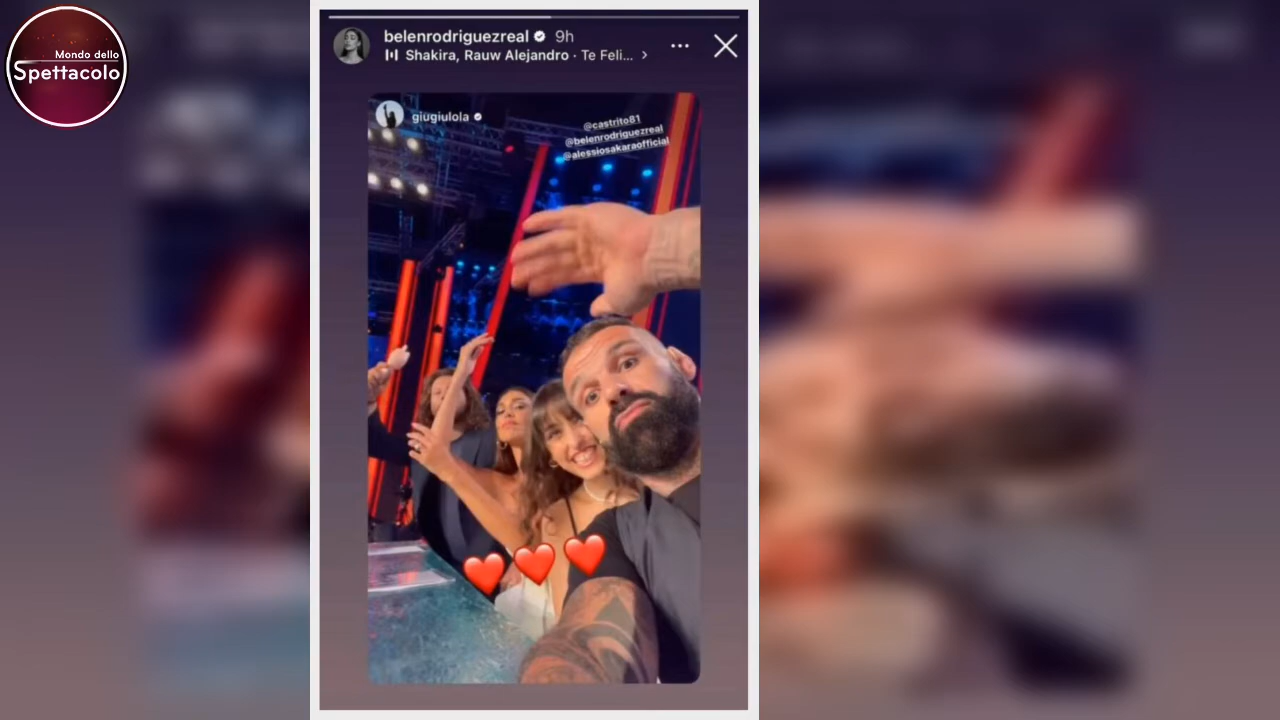 Mondo dello
Spettacolo
belenrodriguezreal 9h
Shakira, Rauw Alejandro · Te Feli... >
giugiulola
@castrito81
@belenrodriguezreal
@alessiosakaraofficial